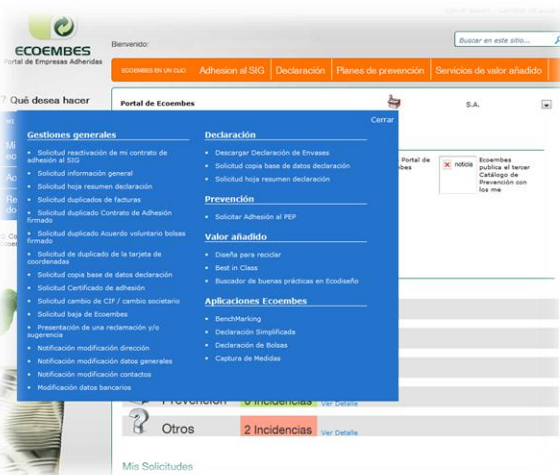 ECOEMBES
Portal de Empresas Adheridas
Bienvenido:
Buscar en este sitio...
ECOEMBES EN UN CLIC:
Adhesion al SIG
Declaración
Planes de prevención
Servicios de valor añadido
? Qué desea hacer
Portal de Ecoembes
S.A.
Cerrar
Gestiones generales
• Solicitud reactivación de mi contrato de
adhesión al SIG
• Solicitud información general
• Solicitud hoja resumen declaración
• Solicitud duplicados de facturas
• Solicitud duplicado Contrato de Adhesión
firmado
• Solicitud duplicado Acuerdo voluntario bolsas
firmado
• Solicitud de duplicado de la tarjeta de
coordenadas
• Solicitud copia base de datos declaración
• Solicitud Certificado de adhesión
• Solicitud cambio de CIF / cambio societario
• Solicitud baja de Ecoembes
• Presentación de una reclamación y/o
sugerencia
• Notificación modificación dirección
• Notificación modificación datos generales
• Notificación modificación contactos
• Modificación datos bancarios
Declaración
• Descargar Declaración de Envases
• Solicitud copia base de datos declaración
• Solicitud hoja resumen declaración
Prevención
• Solicitar Adhesión al PEP
Valor añadido
• Diseña para reciclar
• Best in Class
• Buscador de buenas prácticas en Ecodiseño
Aplicaciones Ecoembes
• BenchMarking
• Declaración Simplificada
• Declaración de Bolsas
• Captura de Medidas
Portal de
bes
noticia
Ecoembes
publica el tercer
Catálogo de
Prevención con
los me
Prevención
0 Incidencias
Ver Detalle
Otros
2 Incidencias
Ver Detalle
Mis Solicitudes